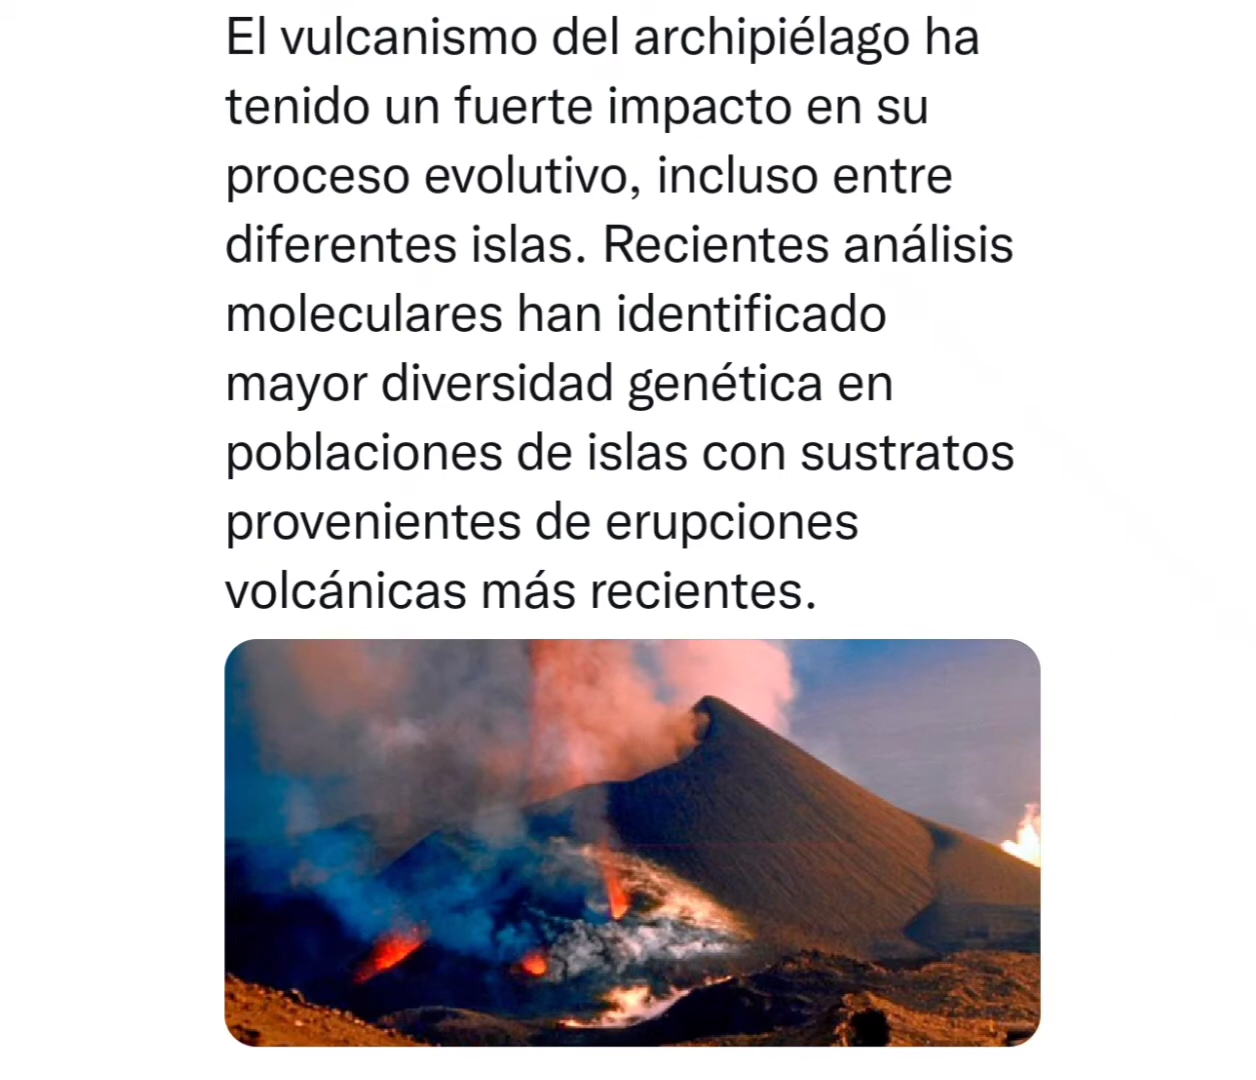 El vulcanismo del archipiélago ha
tenido un fuerte impacto en su
proceso evolutivo, incluso entre
diferentes islas. Recientes análisis
moleculares han identificado
mayor diversidad genética en
poblaciones de islas con sustratos
provenientes de erupciones
volcánicas más recientes.